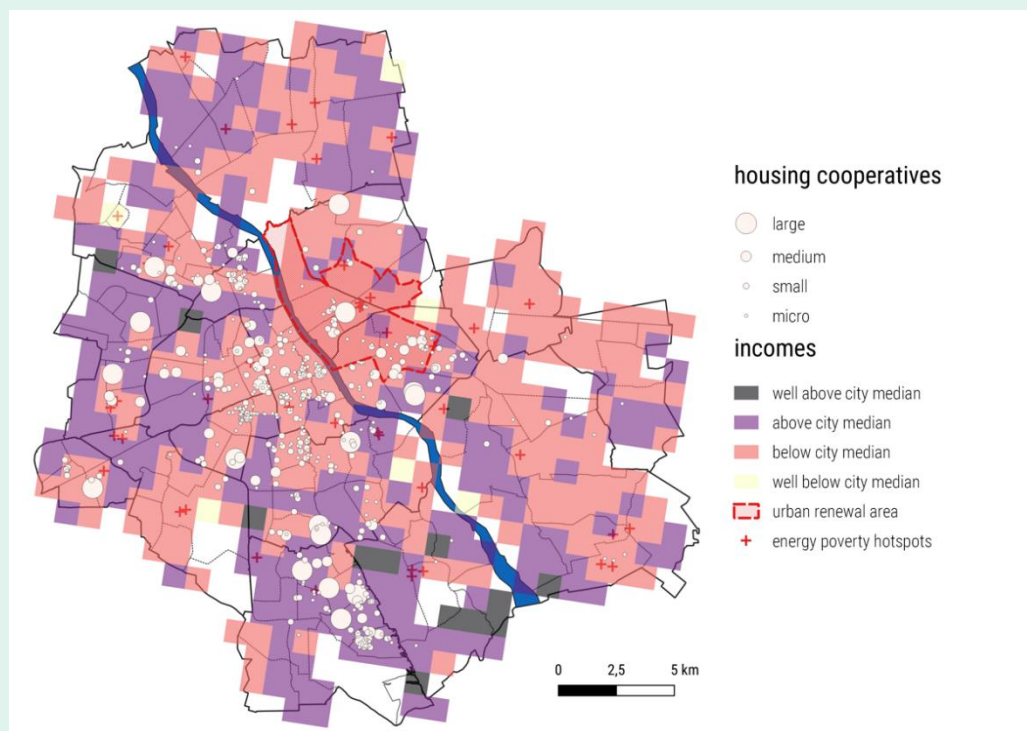 housing cooperatives
large
medium
small
micro
incomes
well above city median
above city median
below city median
well below city median
urban renewal area
energy poverty hotspots
0 2,5 5 km